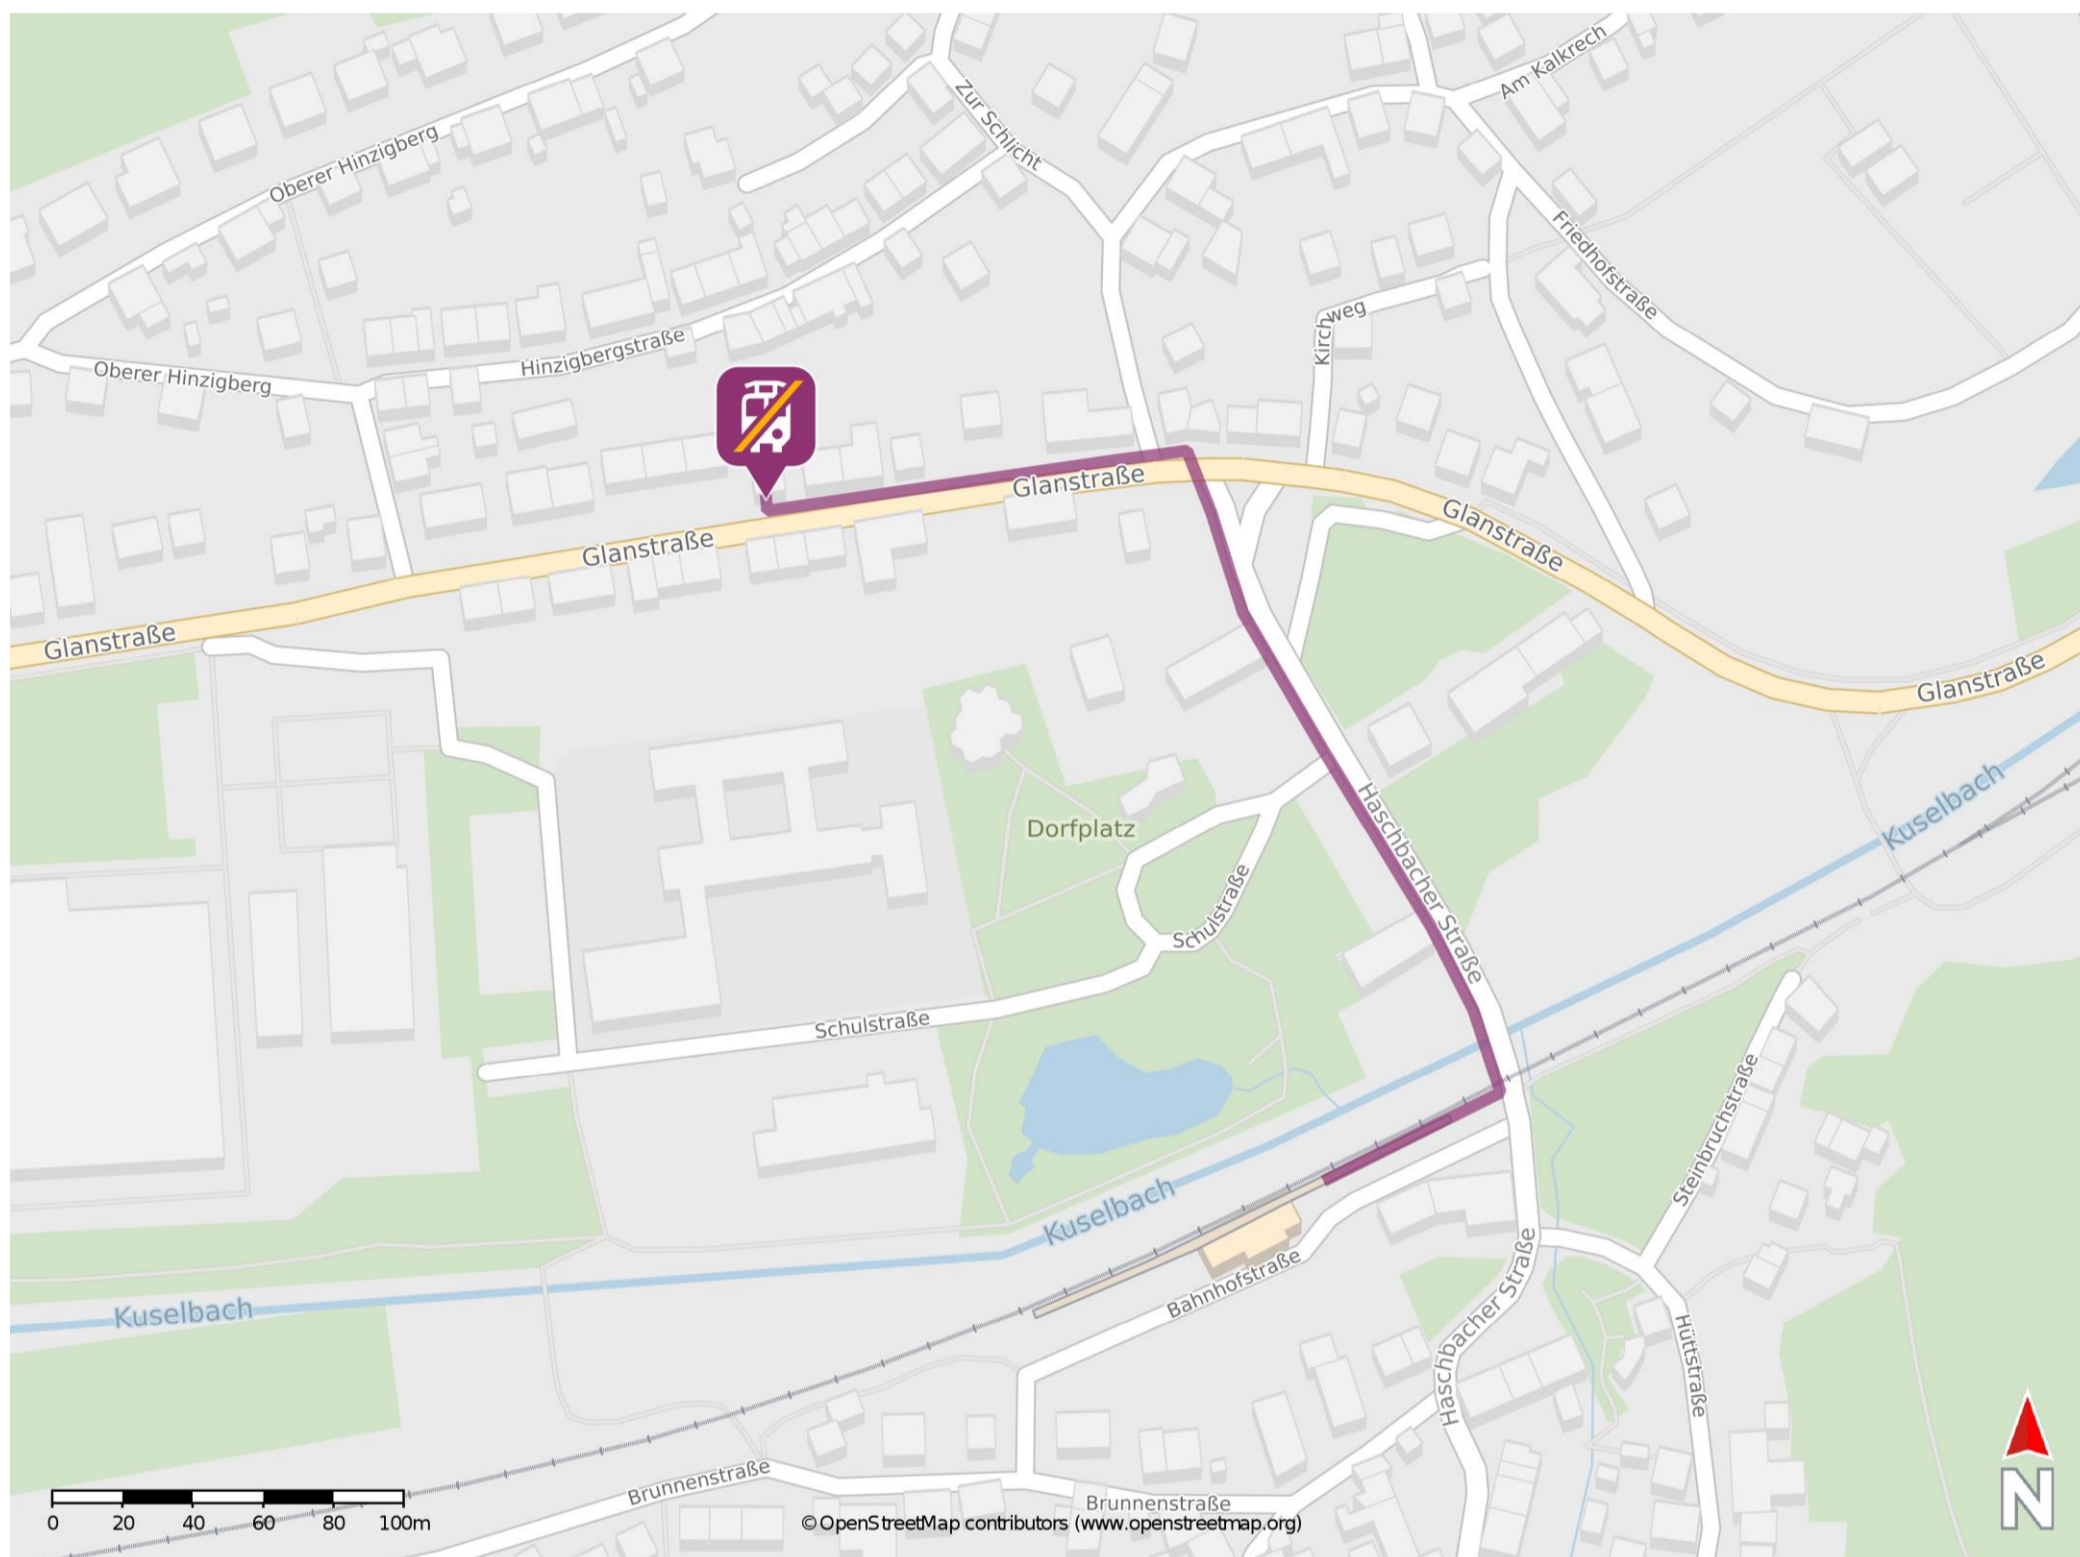 Am Kalkrech
Zur Schlicht
Oberer Hinzigberg
Friedhofstraße
Kirchweg
Hinzigbergstraße
Oberer Hinzigberg
Glanstraße
Glanstraße
Glanstraße
Glanstraße
Glanstraße
Kuselbach
Haschbacher Straße
Dorfplatz
Schulstraße
Schulstraße
Steinbruchstraße
Kuselbach
Bahnhofstraße
Kuselbach
Haschbacher Straße
Hüttstraße
Brunnenstraße
Brunnenstraße
N
0 20 40 60 80 100m
© OpenStreetMap contributors (www.openstreetmap.org)